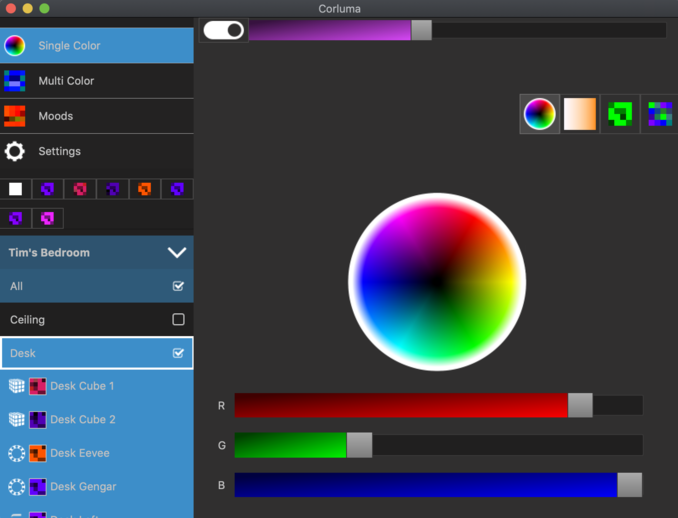 Corluma
Single Color
Multi Color
Moods
Settings
Tim's Bedroom
All
Ceiling
Desk
Desk Cube 1
Desk Cube 2
Desk Eevee
Desk Gengar
R
G
B